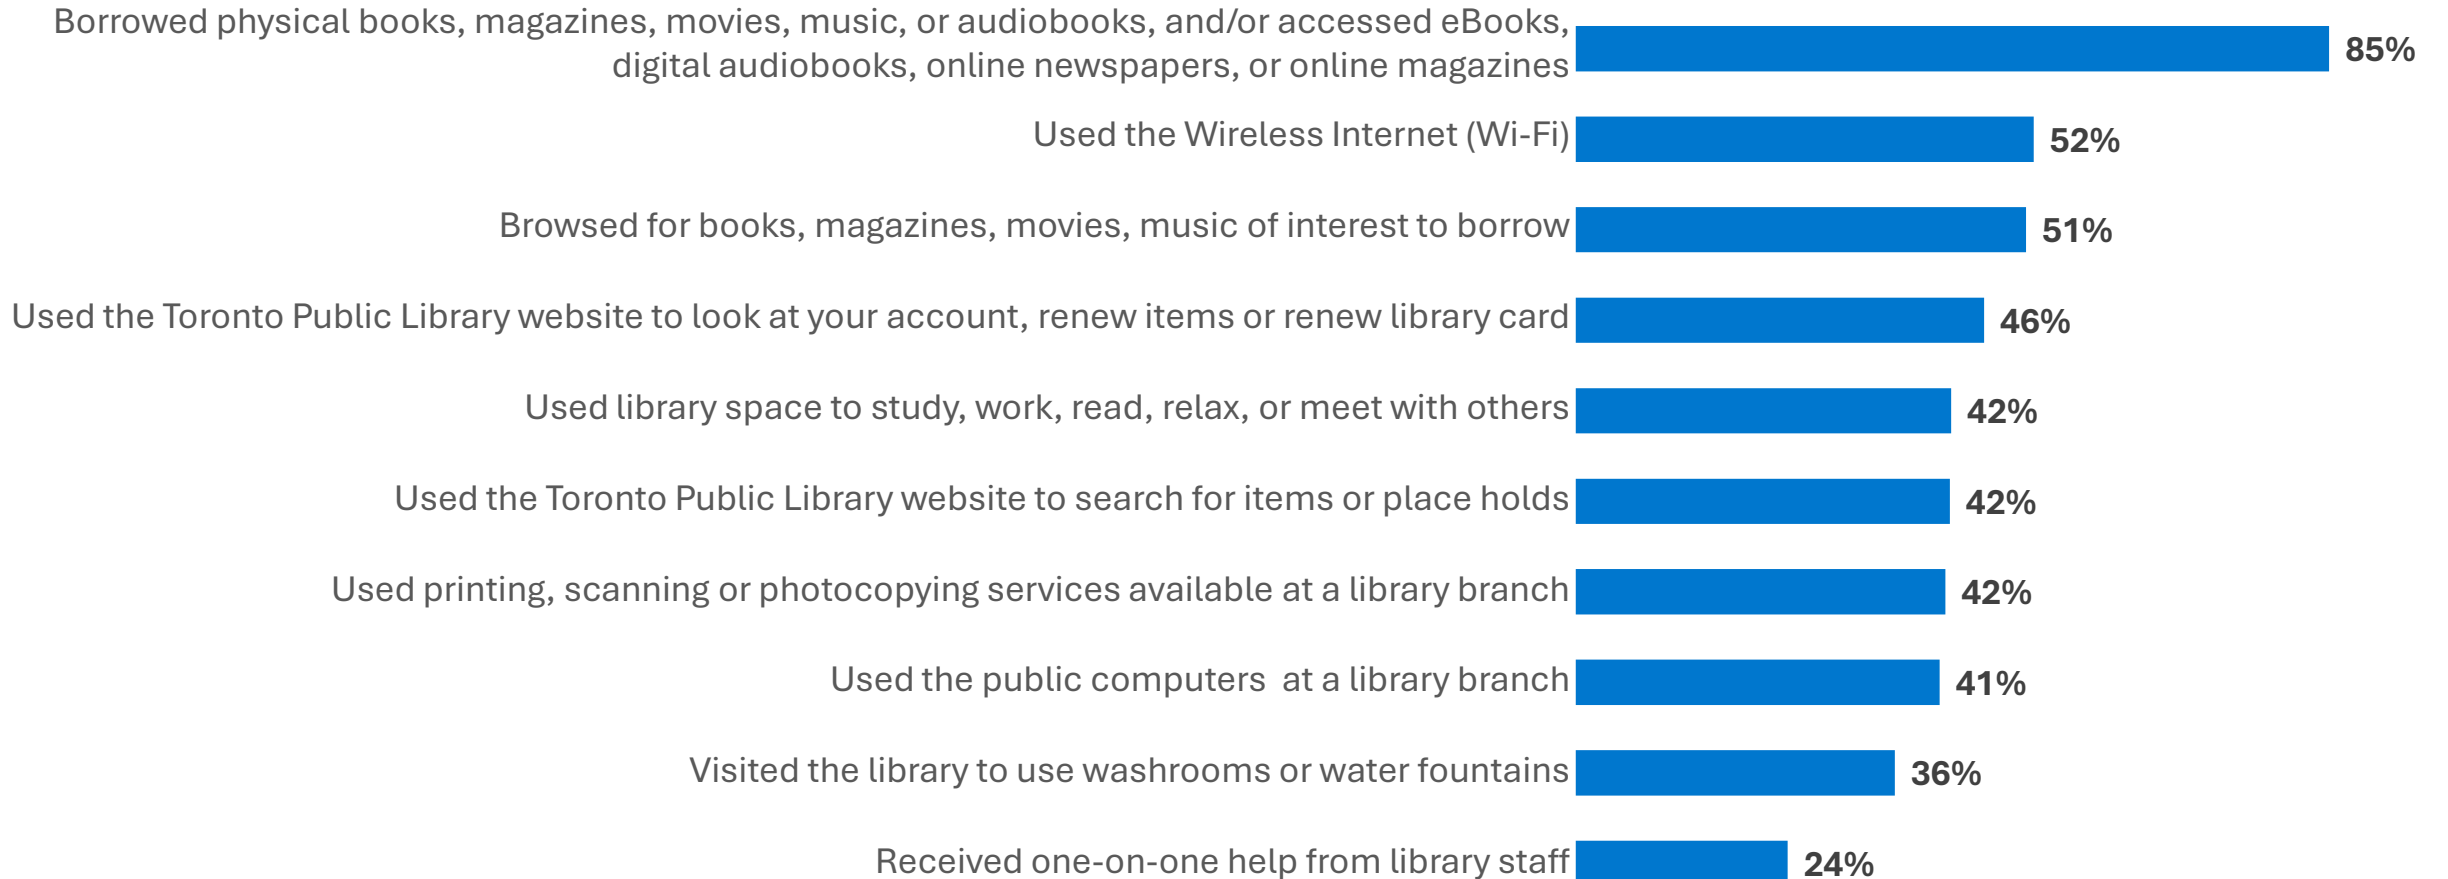 Borrowed physical books, magazines, movies, music, or audiobooks, and/or accessed eBooks,
digital audiobooks, online newspapers, or online magazines
85%
Used the Wireless Internet (Wi-Fi)
52%
Browsed for books, magazines, movies, music of interest to borrow
51%
Used the Toronto Public Library website to look at your account, renew items or renew library card
46%
Used library space to study, work, read, relax, or meet with others
42%
Used the Toronto Public Library website to search for items or place holds
42%
Used printing, scanning or photocopying services available at a library branch
42%
Used the public computers  at a library branch
41%
Visited the library to use washrooms or water fountains
36%
Received one-on-one help from library staff
24%